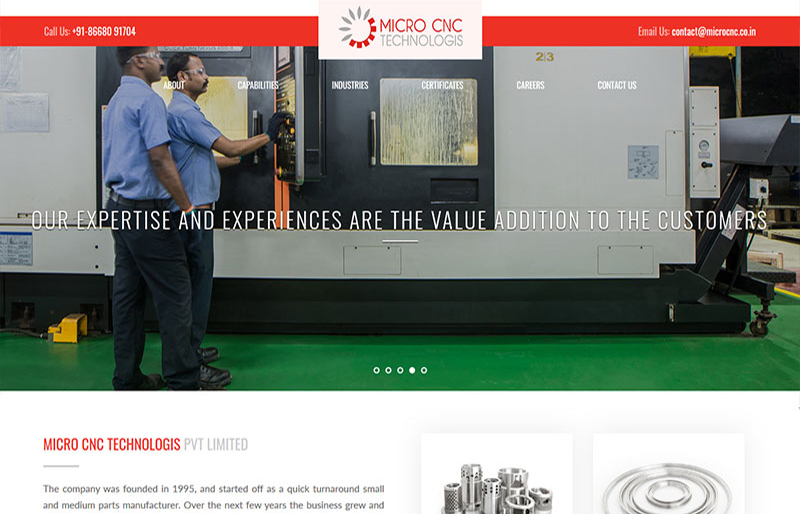 Call Us: +91-86680 91704
MICRO CNC
TECHNOLOGIS
Email Us: contact@microcnc.co.in
23
ABOUT CAPABILITIES INDUSTRIES CERTIFICATES CAREERS CONTACT US
OUR EXPERTISE AND EXPERIENCES ARE THE VALUE ADDITION TO THE CUSTOMERS
MICRO CNC TECHNOLOGIS PVT LIMITED
The company was founded in 1995, and started off as a quick turnaround small
and medium parts manufacturer. Over the next few years the business grew and